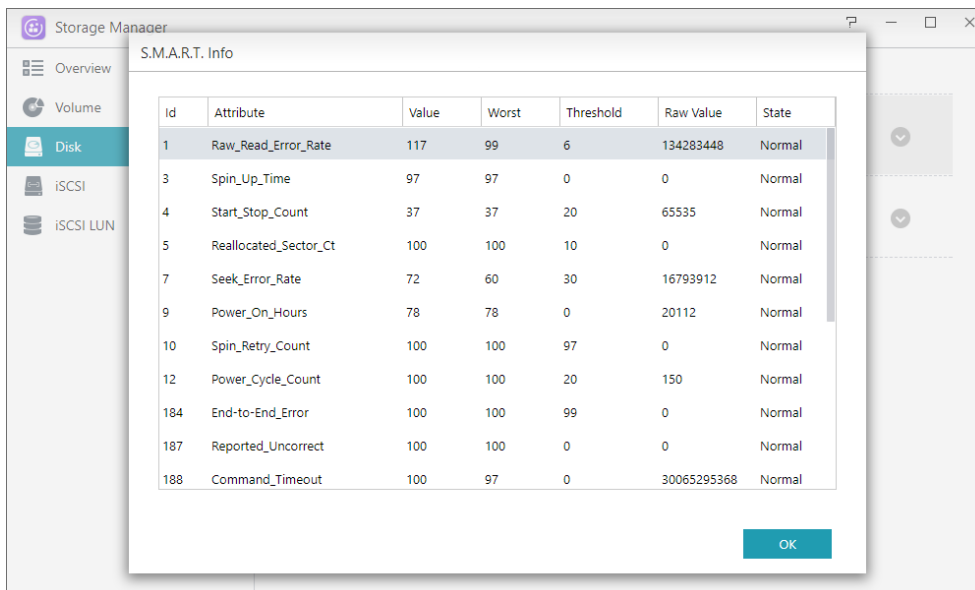 Storage Manager
Overview
Volume
Disk
iSCSI
iSCSI LUN
S.M.A.R.T. Info
Id Attribute Value Worst Threshold Raw Value State
1 Raw_Read_Error_Rate 117 99 6 134283448 Normal
3 Spin_Up_Time 97 97 0 0 Normal
4 Start_Stop_Count 37 37 20 65535 Normal
5 Reallocated_Sector_Ct 100 100 10 0 Normal
7 Seek_Error_Rate 72 60 30 16793912 Normal
9 Power_On_Hours 78 78 0 20112 Normal
10 Spin_Retry_Count 100 100 97 0 Normal
12 Power_Cycle_Count 100 100 20 150 Normal
184 End-to-End_Error 100 100 99 0 Normal
187 Reported_Uncorrect 100 100 0 0 Normal
188 Command_Timeout 100 97 0 30065295368 Normal
OK